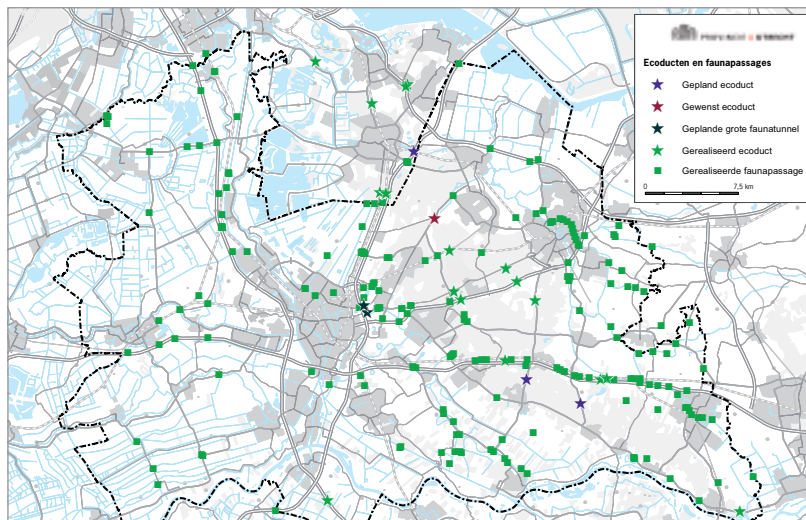 Ecoducten en faunapassages
Gepland ecoduct
Gewenst ecoduct
Geplande grote faunatunnel
Gerealiseerd ecoduct
Gerealiseerde faunapassage
0 7,5 km